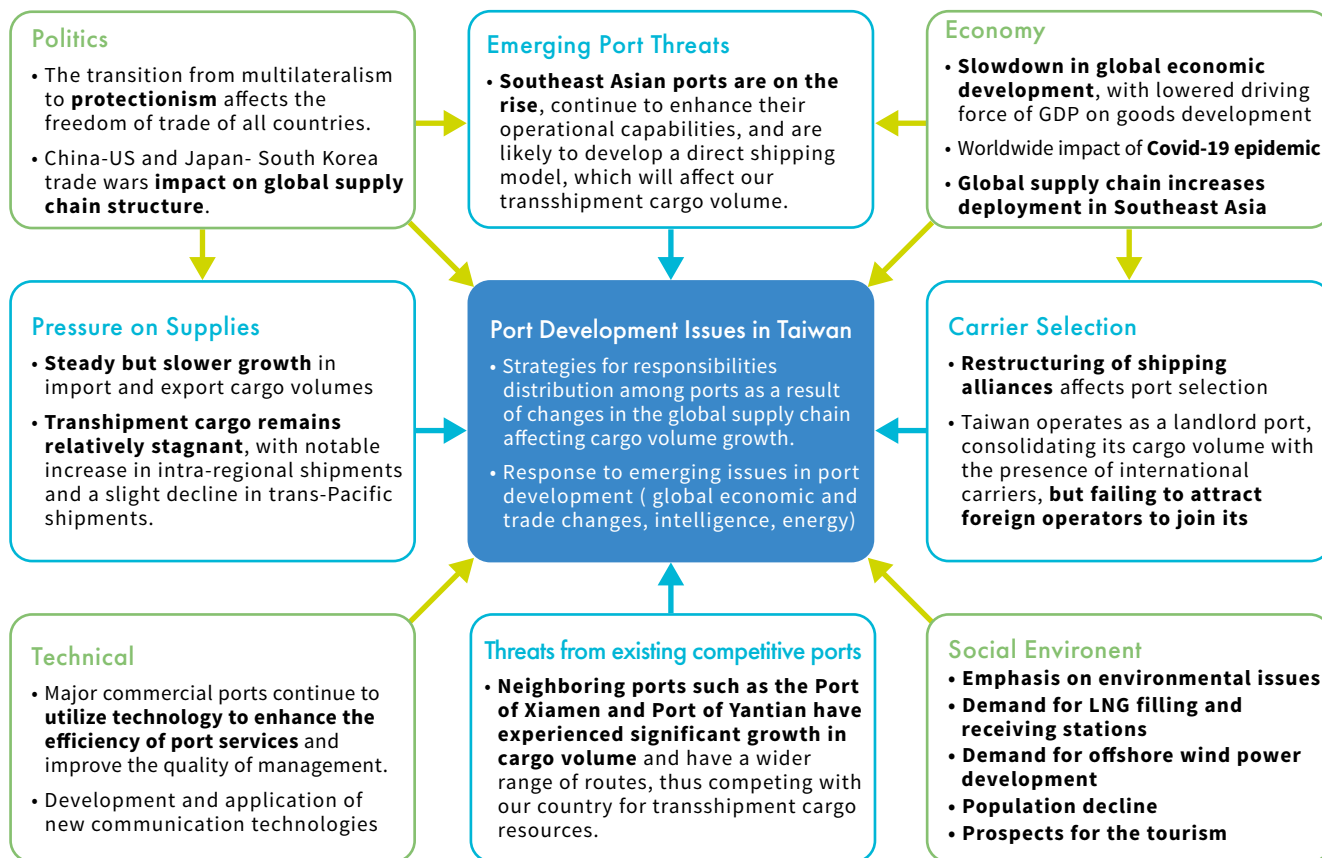 Politics
• The transition from multilateralism
to protectionism affects the
freedom of trade of all countries.
• China-US and Japan- South Korea
trade wars impact on global supply
chain structure.
Emerging Port Threats
• Southeast Asian ports are on the
rise, continue to enhance their
operational capabilities, and are
likely to develop a direct shipping
model, which will affect our
transshipment cargo volume.
Economy
• Slowdown in global economic
development, with lowered driving
force of GDP on goods development
• Worldwide impact of Covid-19 epidemic
• Global supply chain increases
deployment in Southeast Asia
Pressure on Supplies
• Steady but slower growth in
import and export cargo volumes
• Transhipment cargo remains
relatively stagnant, with notable
increase in intra-regional shipments
and a slight decline in trans-Pacific
shipments.
Port Development Issues in Taiwan
• Strategies for responsibilities
distribution among ports as a result
of changes in the global supply chain
affecting cargo volume growth.
• Response to emerging issues in port
development ( global economic and
trade changes, intelligence, energy)
Carrier Selection
• Restructuring of shipping
alliances affects port selection
• Taiwan operates as a landlord port,
consolidating its cargo volume with
the presence of international
carriers, but failing to attract
foreign operators to join its
Technical
• Major commercial ports continue to
utilize technology to enhance the
efficiency of port services and
improve the quality of management.
• Development and application of
new communication technologies
Threats from existing competitive ports
• Neighboring ports such as the Port
of Xiamen and Port of Yantian have
experienced significant growth in
cargo volume and have a wider
range of routes, thus competing with
our country for transshipment cargo
resources.
Social Environent
• Emphasis on environmental issues
• Demand for LNG filling and
receiving stations
• Demand for offshore wind power
development
• Population decline
• Prospects for the tourism